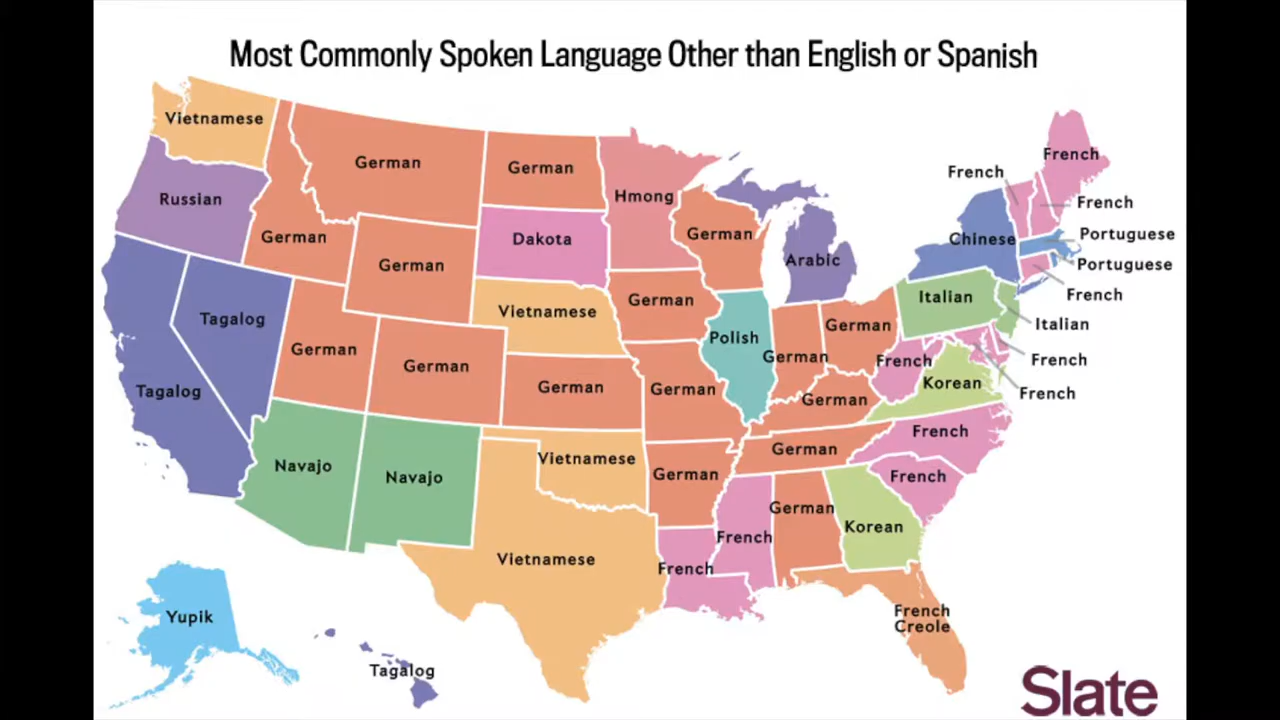 Most Commonly Spoken Language Other than English or Spanish
Vietnamese
German
German
Hmong
French
French
Russian
French
Dakota
German
German
Chinese
Portuguese
Arabic
Portuguese
German
French
Tagalog
Vietnamese
German
Italian
Italian
German
German
Polish
German
French
German
French
Korean
French
Tagalog
German
German
German
Navajo
Navajo
Vietnamese
German
German
French
French
Vietnamese
French
German
Korean
French
Yupik
Tagalog
French
Creole
Slate